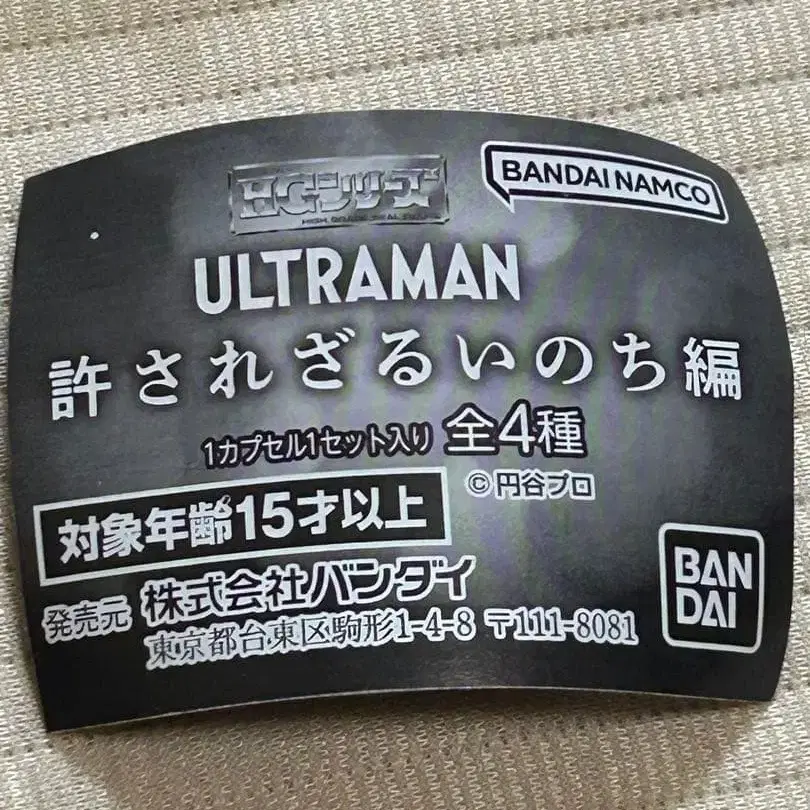 HGシリーズ
BANDAI NAMCO
ULTRAMAN
許されざるいのち編
1カプセル1セット入り 全4種
©円谷プロ
対象年齢15才以上
発売元 株式会社バンダイ
東京都台東区駒形1-4-8 〒111-8081
BAN
DAI